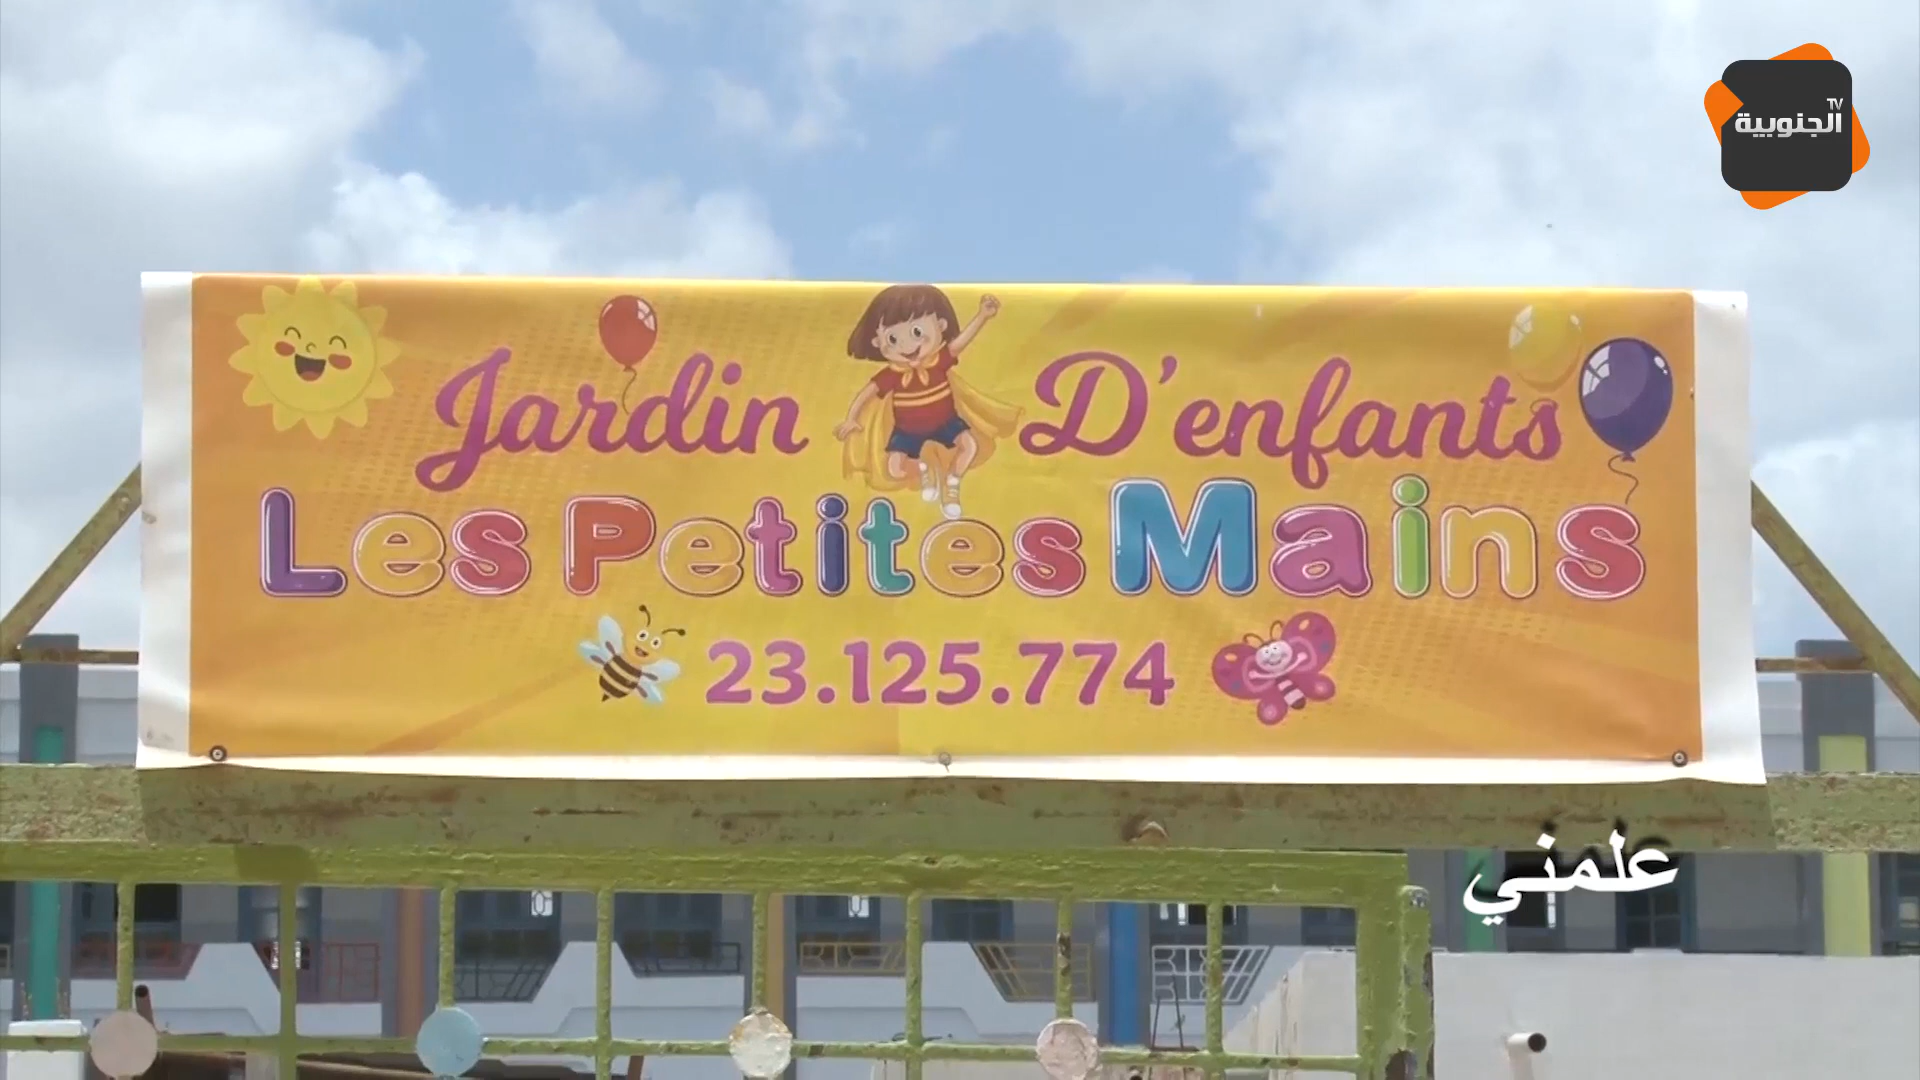 TV
الجنوبية
Jardin D'enfants
Les Petites Mains
23.125.774
علمني